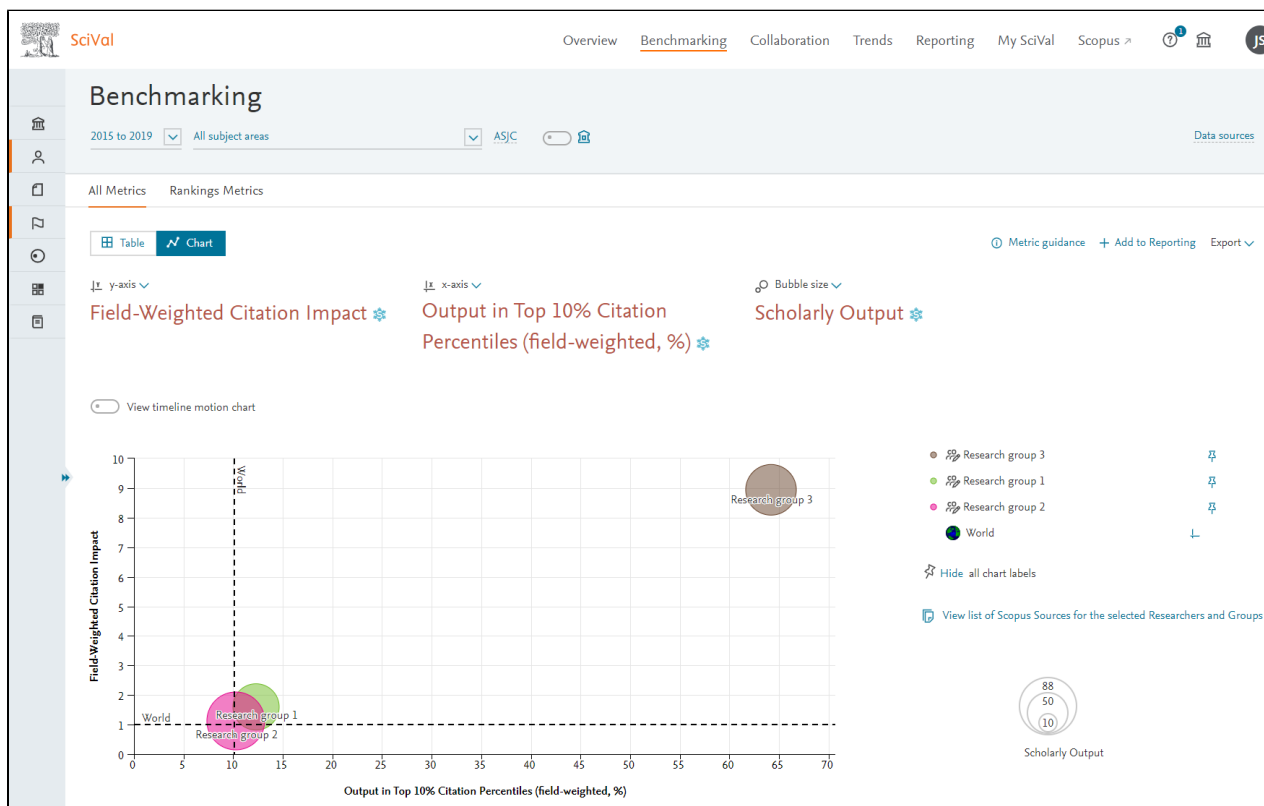 SciVal
Overview Benchmarking Collaboration Trends Reporting My SciVal Scopus ↗ 1 JS
Benchmarking
2015 to 2019 All subject areas ASJC Data sources
All Metrics Rankings Metrics
Table Chart Metric guidance + Add to Reporting Export
y-axis x-axis Bubble size
Field-Weighted Citation Impact Output in Top 10% Citation Scholarly Output
Percentiles (field-weighted, %)
View timeline motion chart
10
9
8
7
6
5
4
3
2
1
0
Field-Weighted Citation Impact
World
World
Research group 3
Research group 1
Research group 2
0 5 10 15 20 25 30 35 40 45 50 55 60 65 70
Output in Top 10% Citation Percentiles (field-weighted, %)
Research group 3
Research group 1
Research group 2
World
Hide all chart labels
View list of Scopus Sources for the selected Researchers and Groups
88
50
10
Scholarly Output